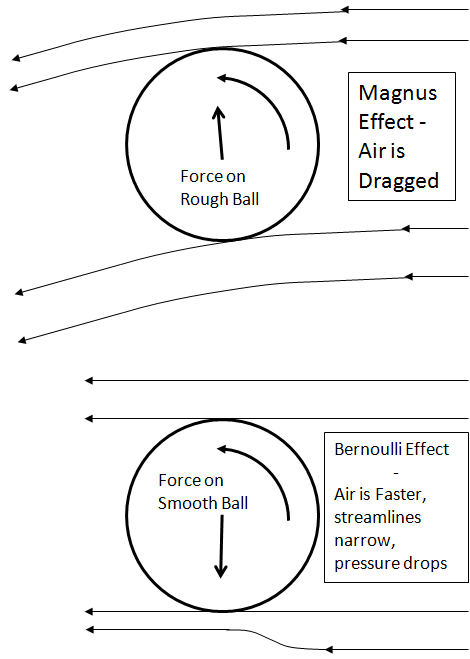 Magnus
Effect -
Air is
Dragged
Force on
Rough Ball
Bernoulli Effect
-
Air is Faster,
streamlines
narrow,
pressure drops
Force on
Smooth Ball